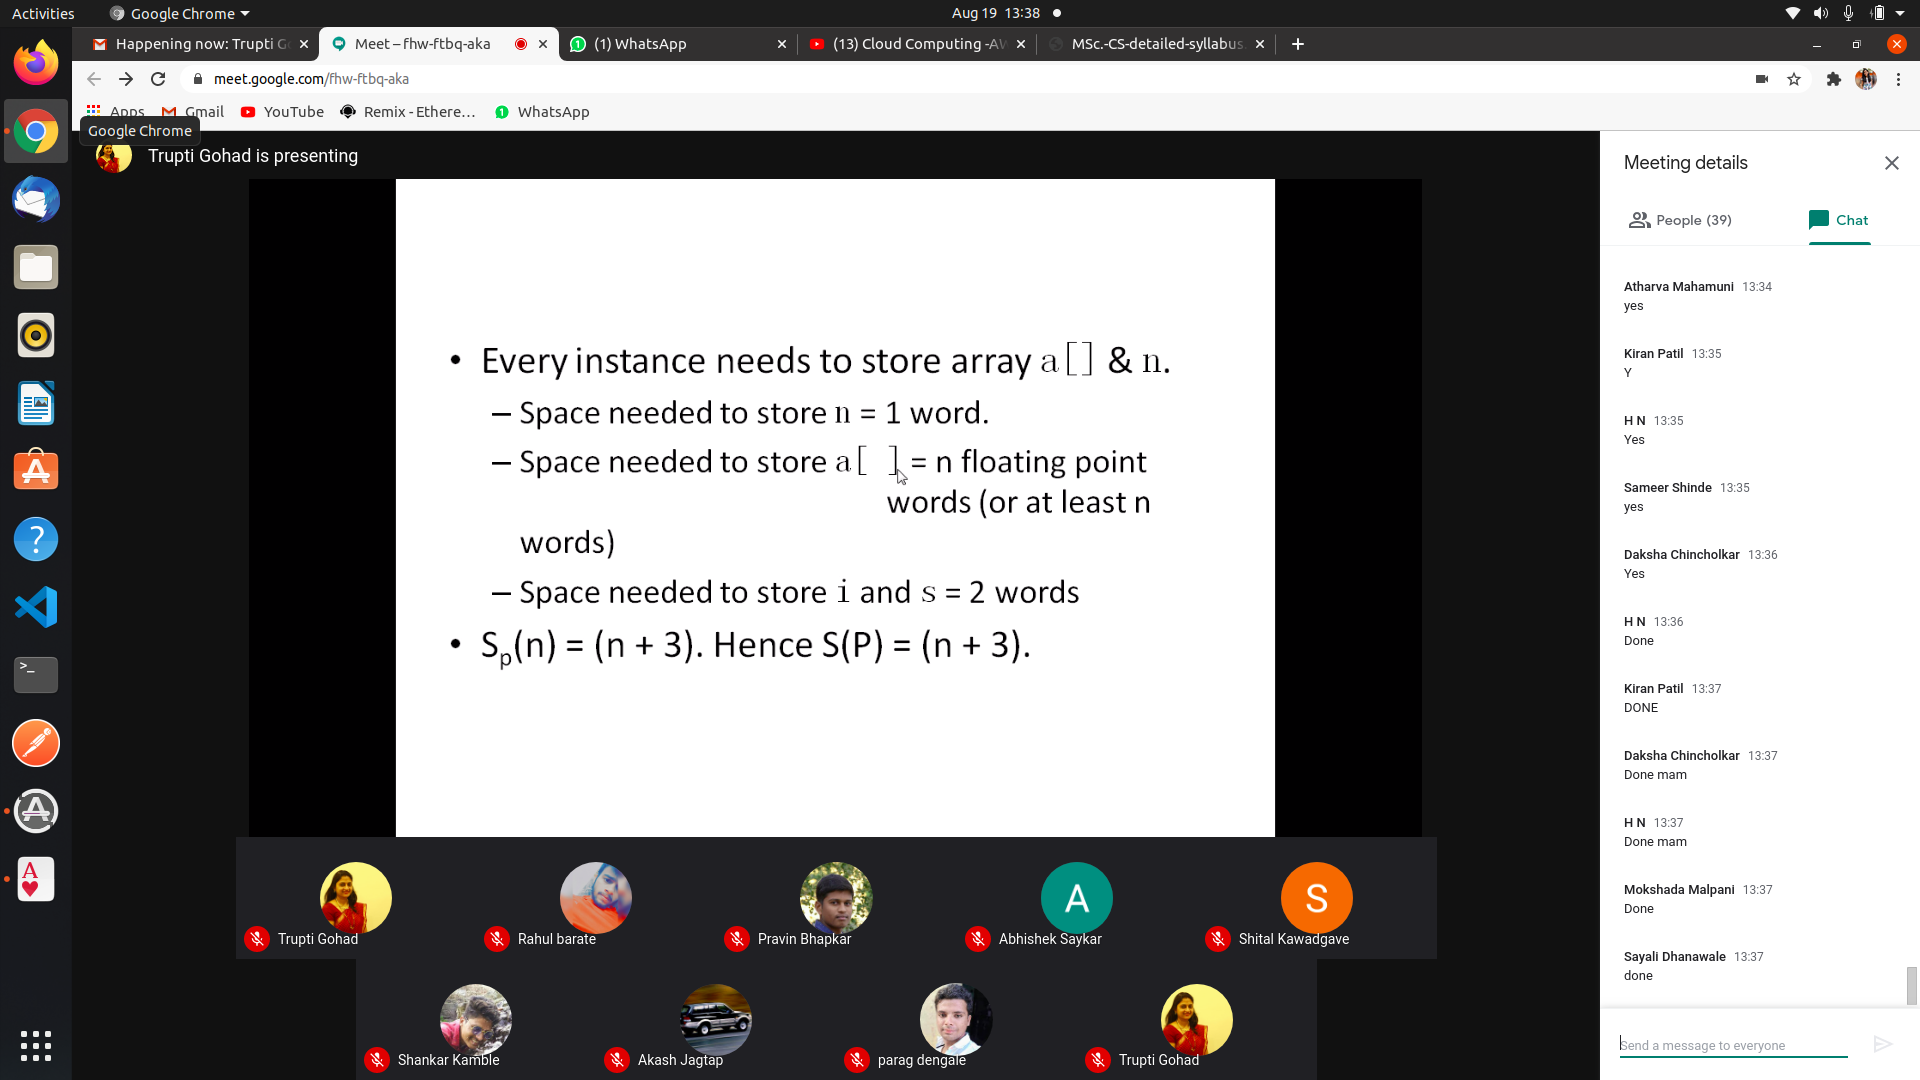 Activities
Google Chrome
Aug 19 13:38
Happening now: Trupti G
Meet – fhw-ftbq-aka
(1) WhatsApp
(13) Cloud Computing -AW
MSc.-CS-detailed-syllabus
meet.google.com/fhw-ftbq-aka
Apps
Gmail
YouTube
Remix - Ethere…
WhatsApp
Google Chrome
Trupti Gohad is presenting
• Every instance needs to store array a[] & n.
– Space needed to store n = 1 word.
– Space needed to store a[ ] = n floating point
words (or at least n
words)
– Space needed to store i and s = 2 words
• Sp(n) = (n + 3). Hence S(P) = (n + 3).
Trupti Gohad
Rahul barate
Pravin Bhapkar
A
Abhishek Saykar
S
Shital Kawadgave
Shankar Kamble
Akash Jagtap
parag dengale
Trupti Gohad
Meeting details
People (39)
Chat
Atharva Mahamuni 13:34
yes
Kiran Patil 13:35
Y
H N 13:35
Yes
Sameer Shinde 13:35
yes
Daksha Chincholkar 13:36
Yes
H N 13:36
Done
Kiran Patil 13:37
DONE
Daksha Chincholkar 13:37
Done mam
H N 13:37
Done mam
Mokshada Malpani 13:37
Done
Sayali Dhanawale 13:37
done
Send a message to everyone